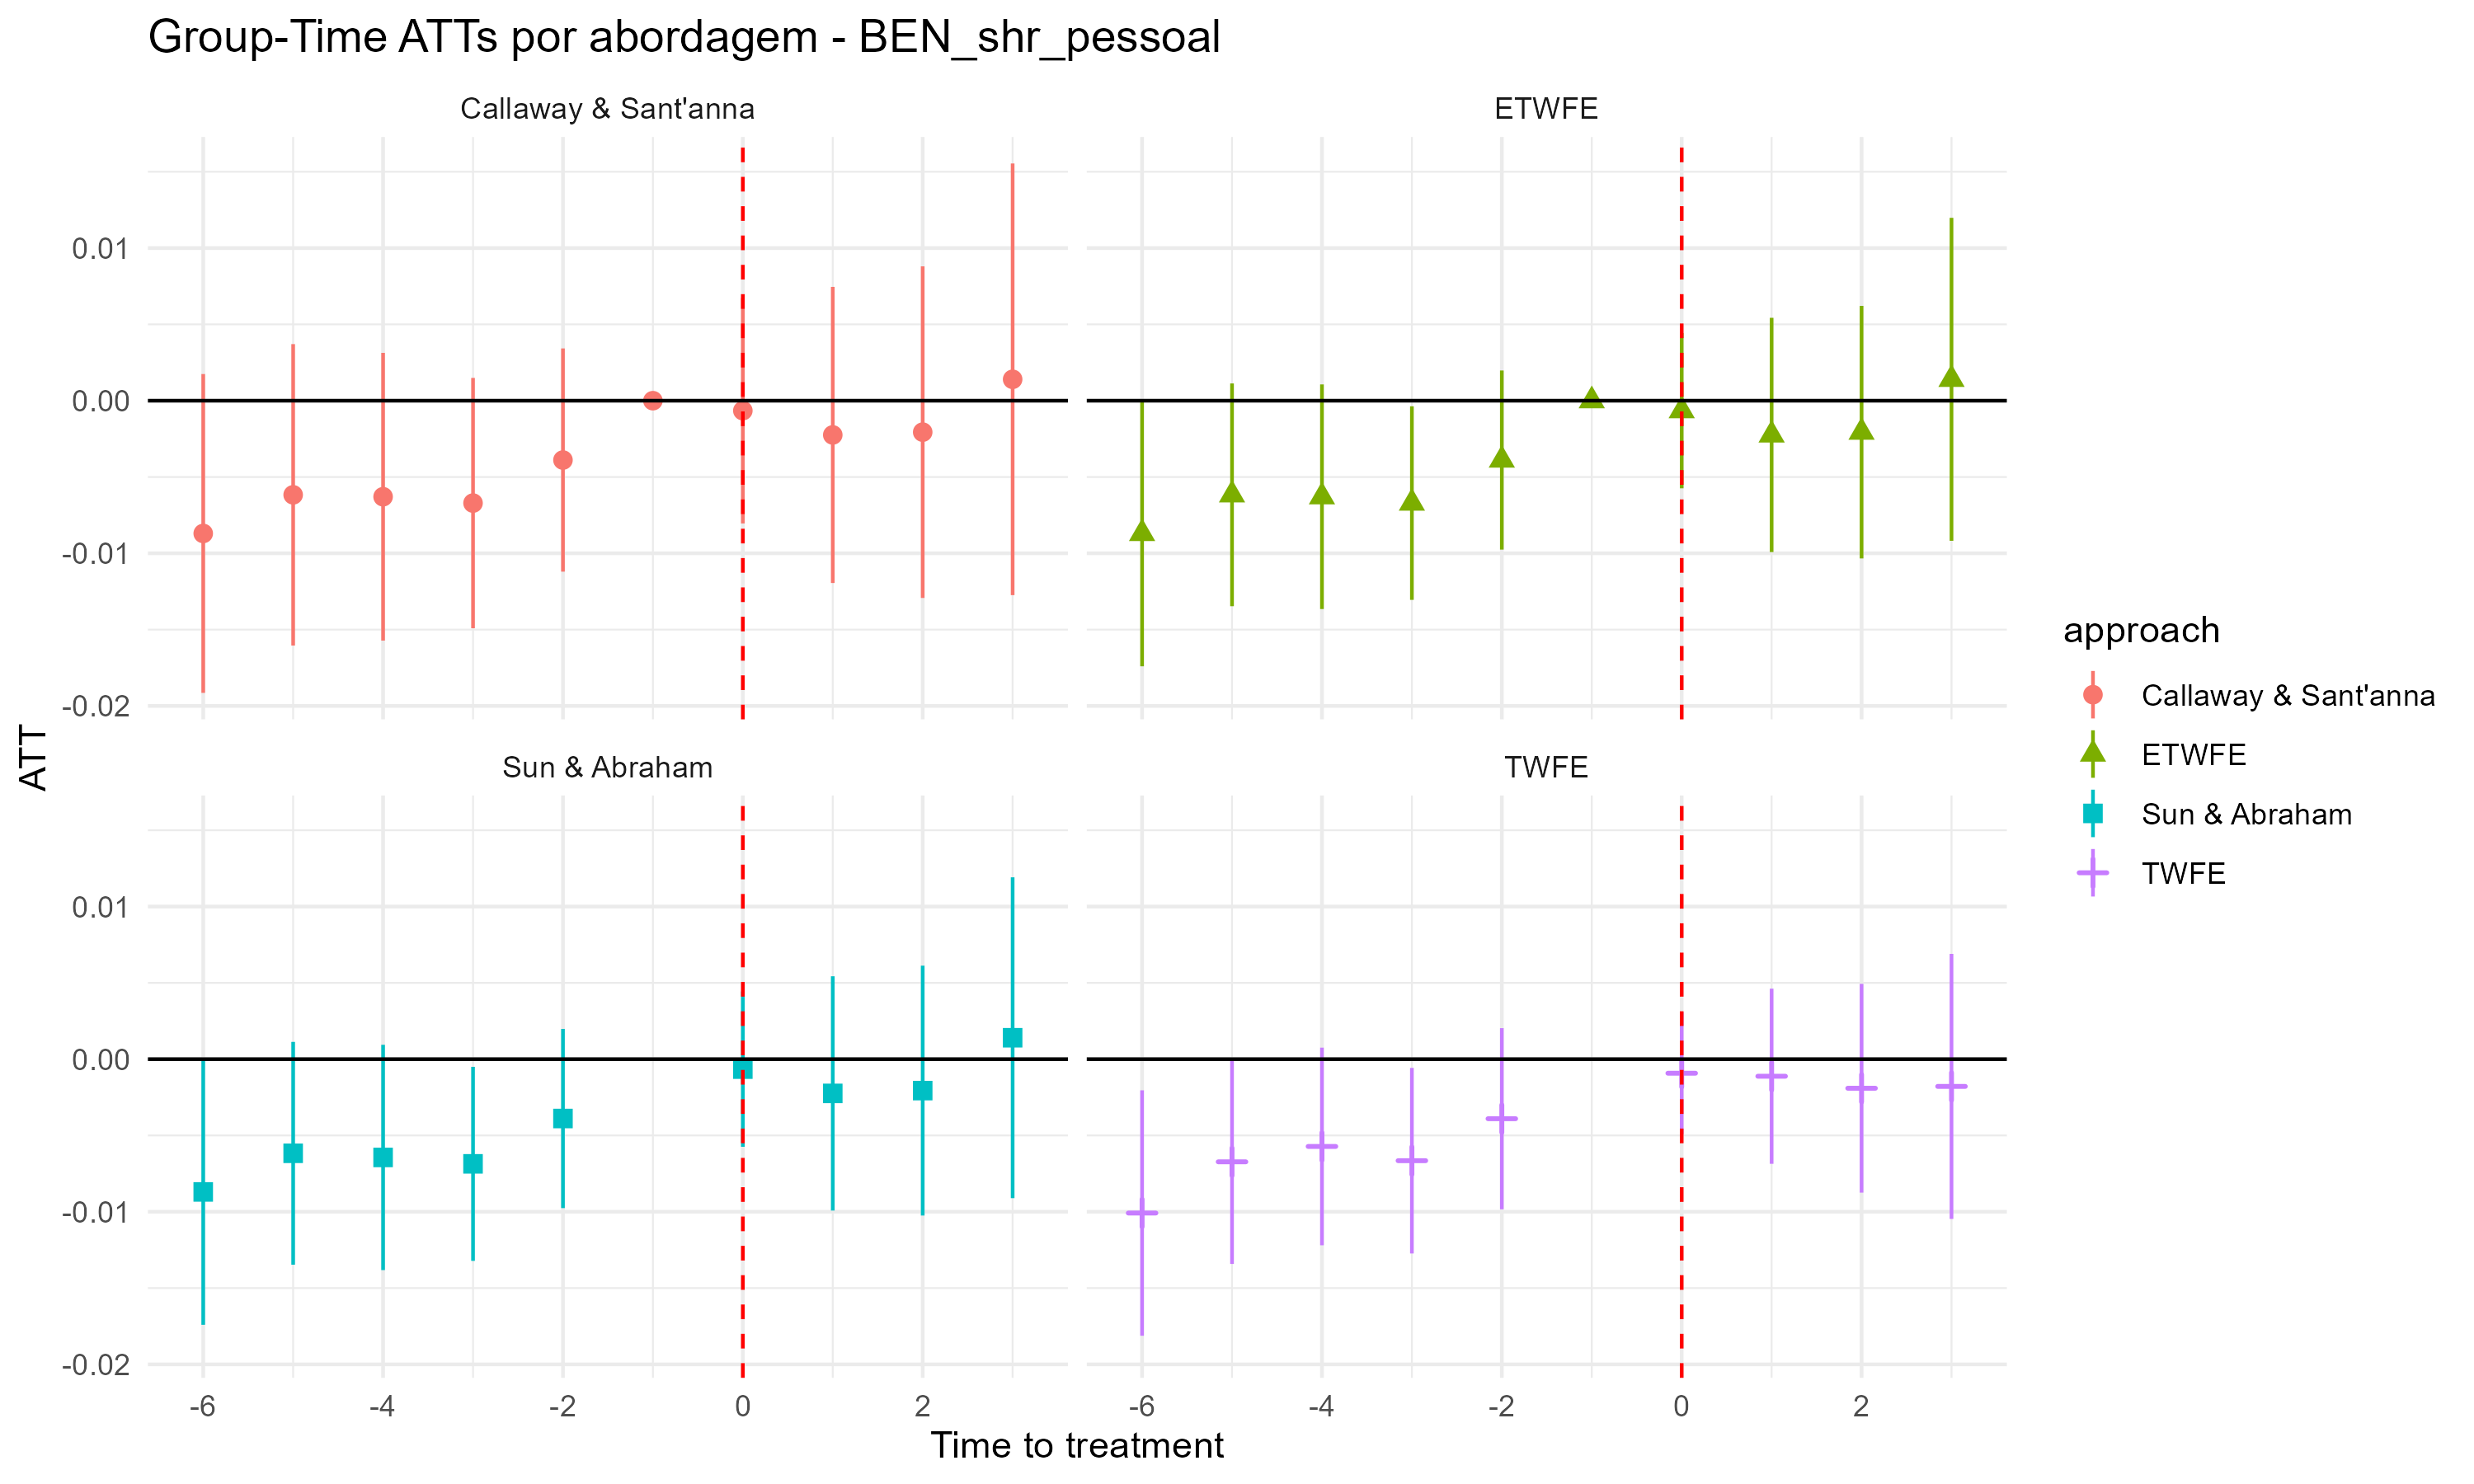 Group-Time ATTs por abordagem - BEN_shr_pessoal
Callaway & Sant'anna
ETWFE
0.01
0.00
-0.01
-0.02
Sun & Abraham
TWFE
0.01
0.00
-0.01
-0.02
-6
-4
-2
0
2
-6
-4
-2
0
2
Time to treatment
ATT
approach
Callaway & Sant'anna
ETWFE
Sun & Abraham
TWFE